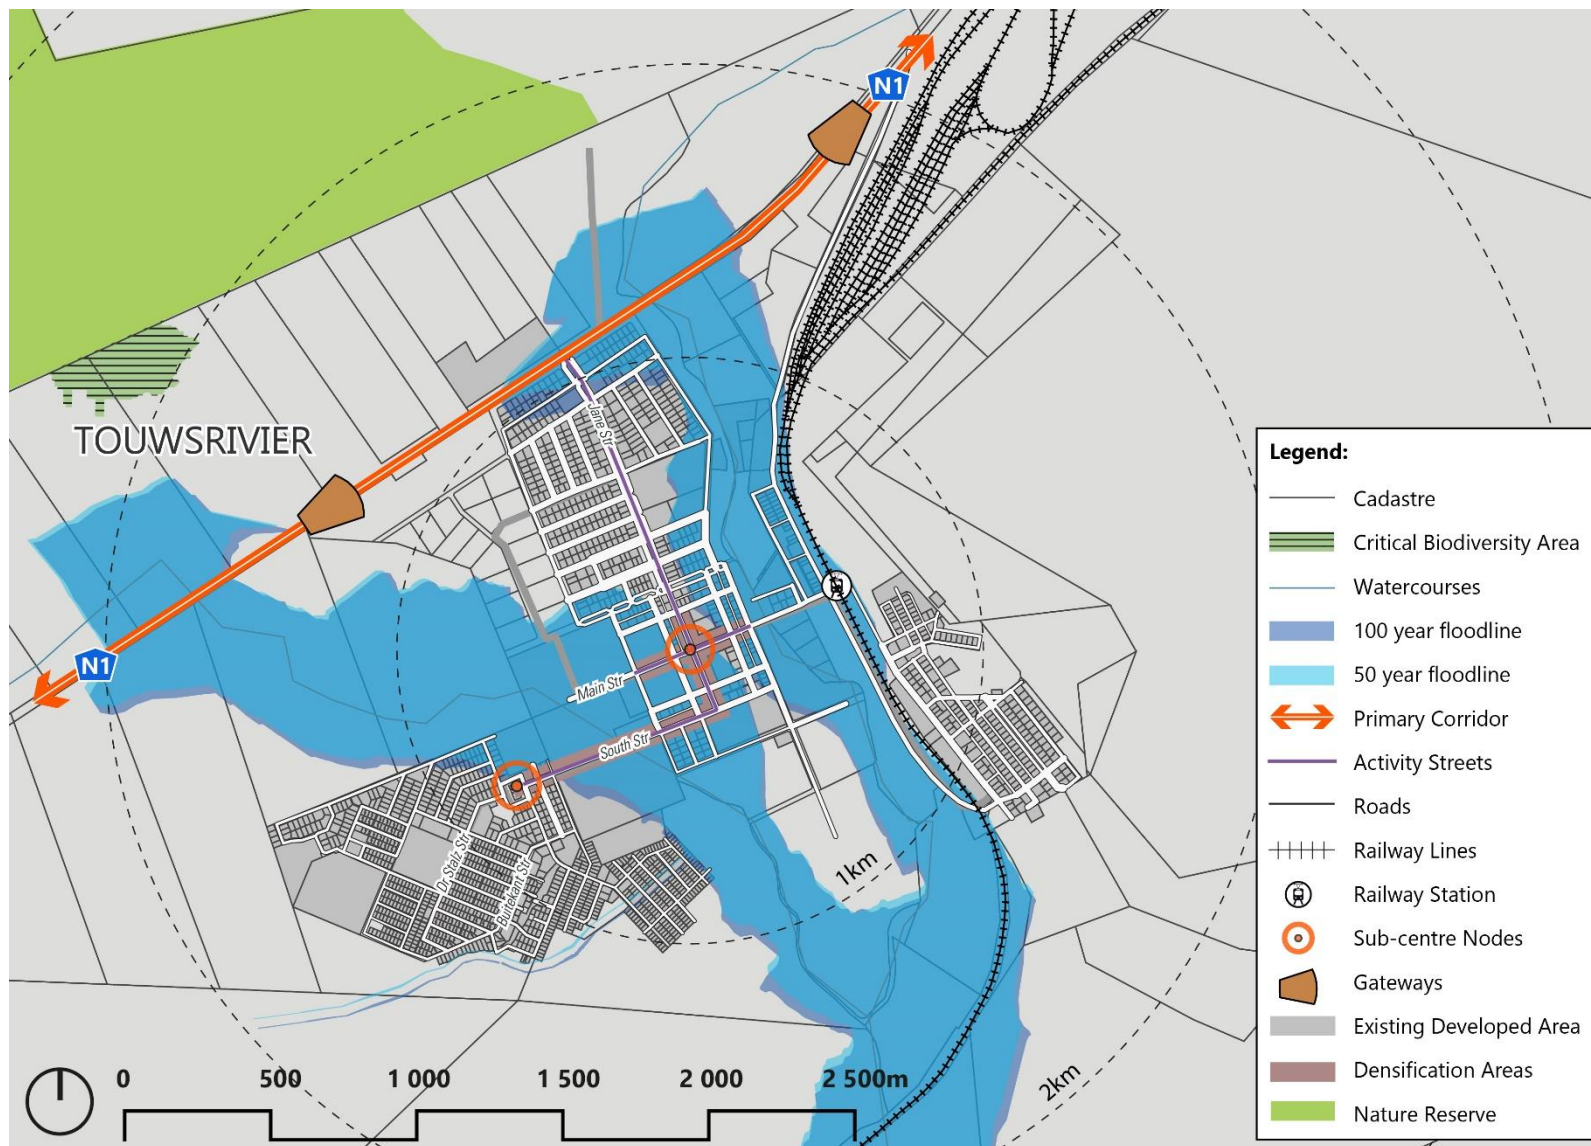 N1
Jane Str
TOUWSRIVIER
N1
Main Str
South Str
Dr Stalz Str
Buitekant Str
1km
2km
0 500 1 000 1 500 2 000 2 500m
Legend:
Cadastre
Critical Biodiversity Area
Watercourses
100 year floodline
50 year floodline
Primary Corridor
Activity Streets
Roads
Railway Lines
Railway Station
Sub-centre Nodes
Gateways
Existing Developed Area
Densification Areas
Nature Reserve